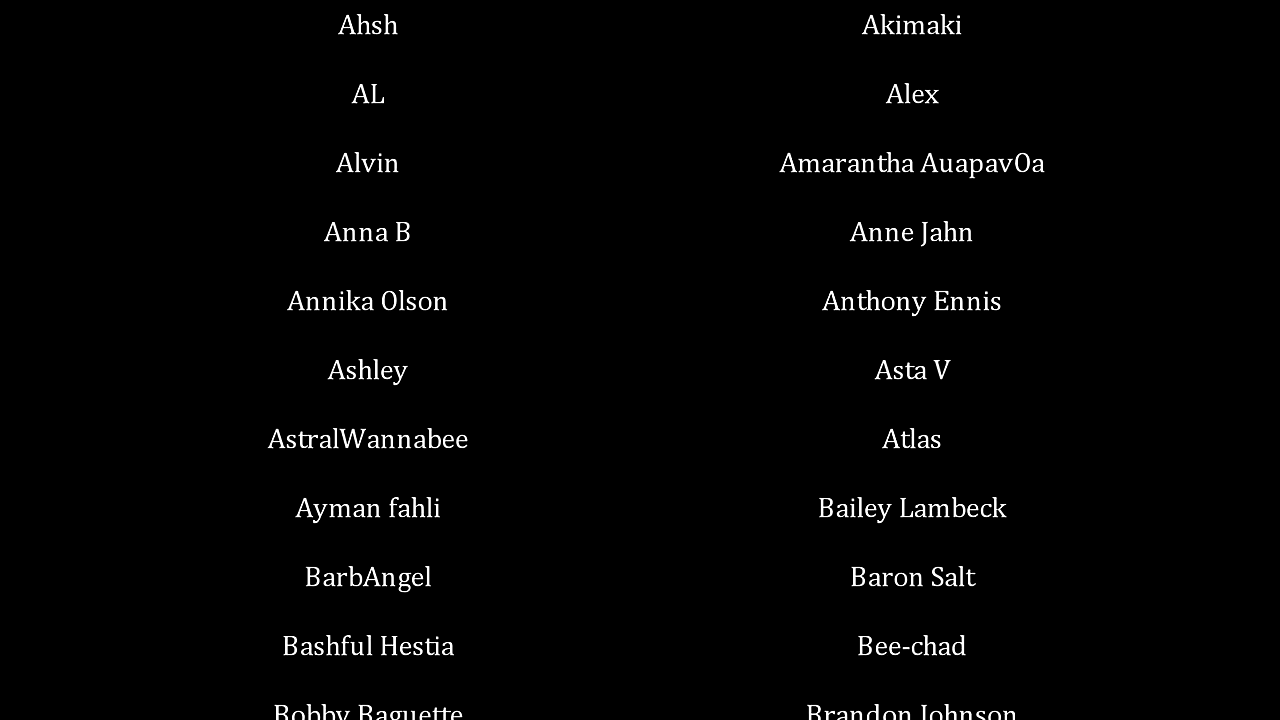 Ahsh Akimaki
AL Alex
Alvin Amarantha AuapavOa
Anna B Anne Jahn
Annika Olson Anthony Ennis
Ashley Asta V
AstralWannabee Atlas
Ayman fahli Bailey Lambeck
BarbAngel Baron Salt
Bashful Hestia Bee-chad
Bobby Baguette Brandon Johnson